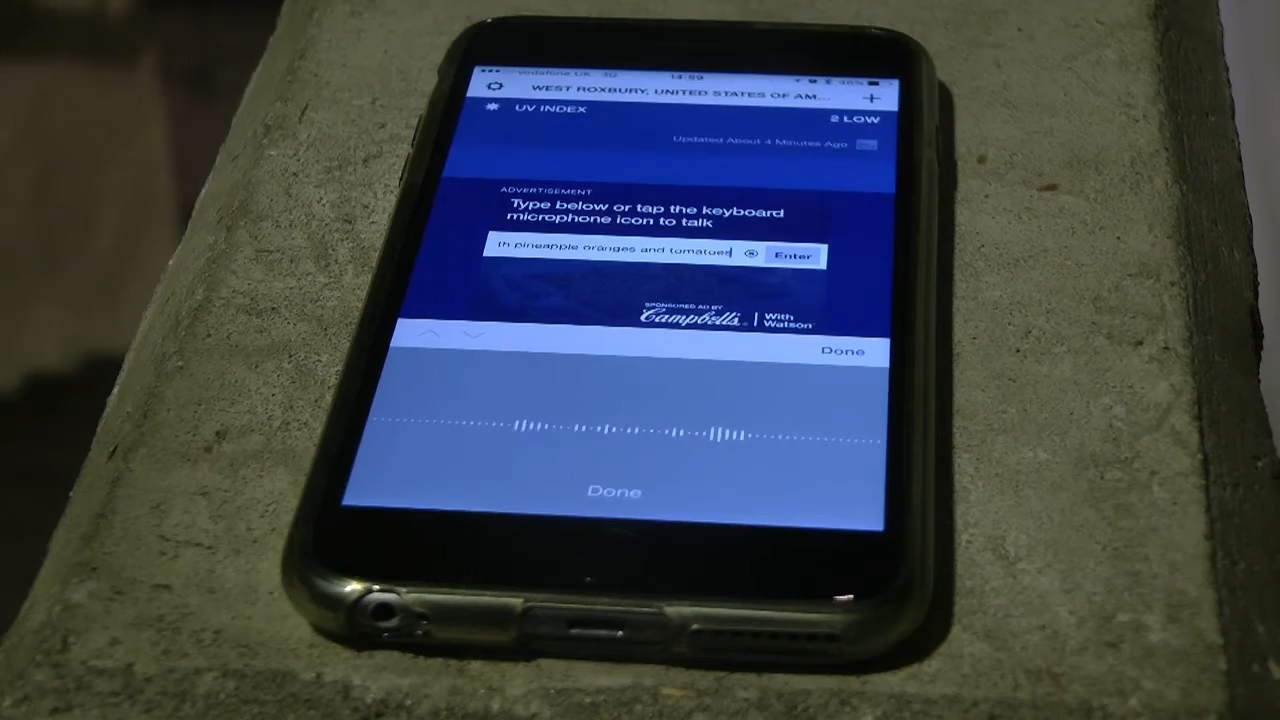 vodafone UK 3G 14:59 46%
WEST ROXBURY, UNITED STATES OF AM... +
UV INDEX
2 LOW
Updated About 4 Minutes Ago
ADVERTISEMENT
Type below or tap the keyboard
microphone icon to talk
th pineapple oranges and tomatoes Enter
SPONSORED AD BY
Campbell's. | With
Watson
Done
Done